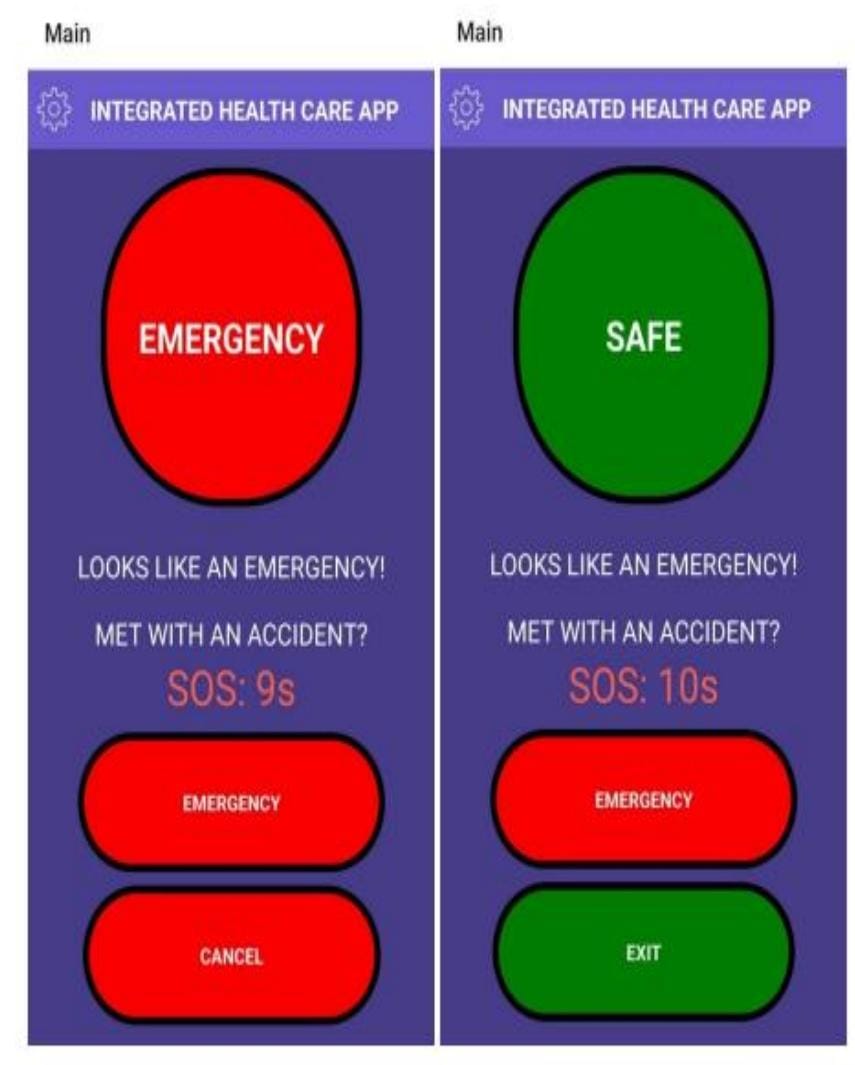 Main
INTEGRATED HEALTH CARE APP
EMERGENCY
LOOKS LIKE AN EMERGENCY!
MET WITH AN ACCIDENT?
SOS: 9s
EMERGENCY
CANCEL
Main
INTEGRATED HEALTH CARE APP
SAFE
LOOKS LIKE AN EMERGENCY!
MET WITH AN ACCIDENT?
SOS: 10s
EMERGENCY
EXIT